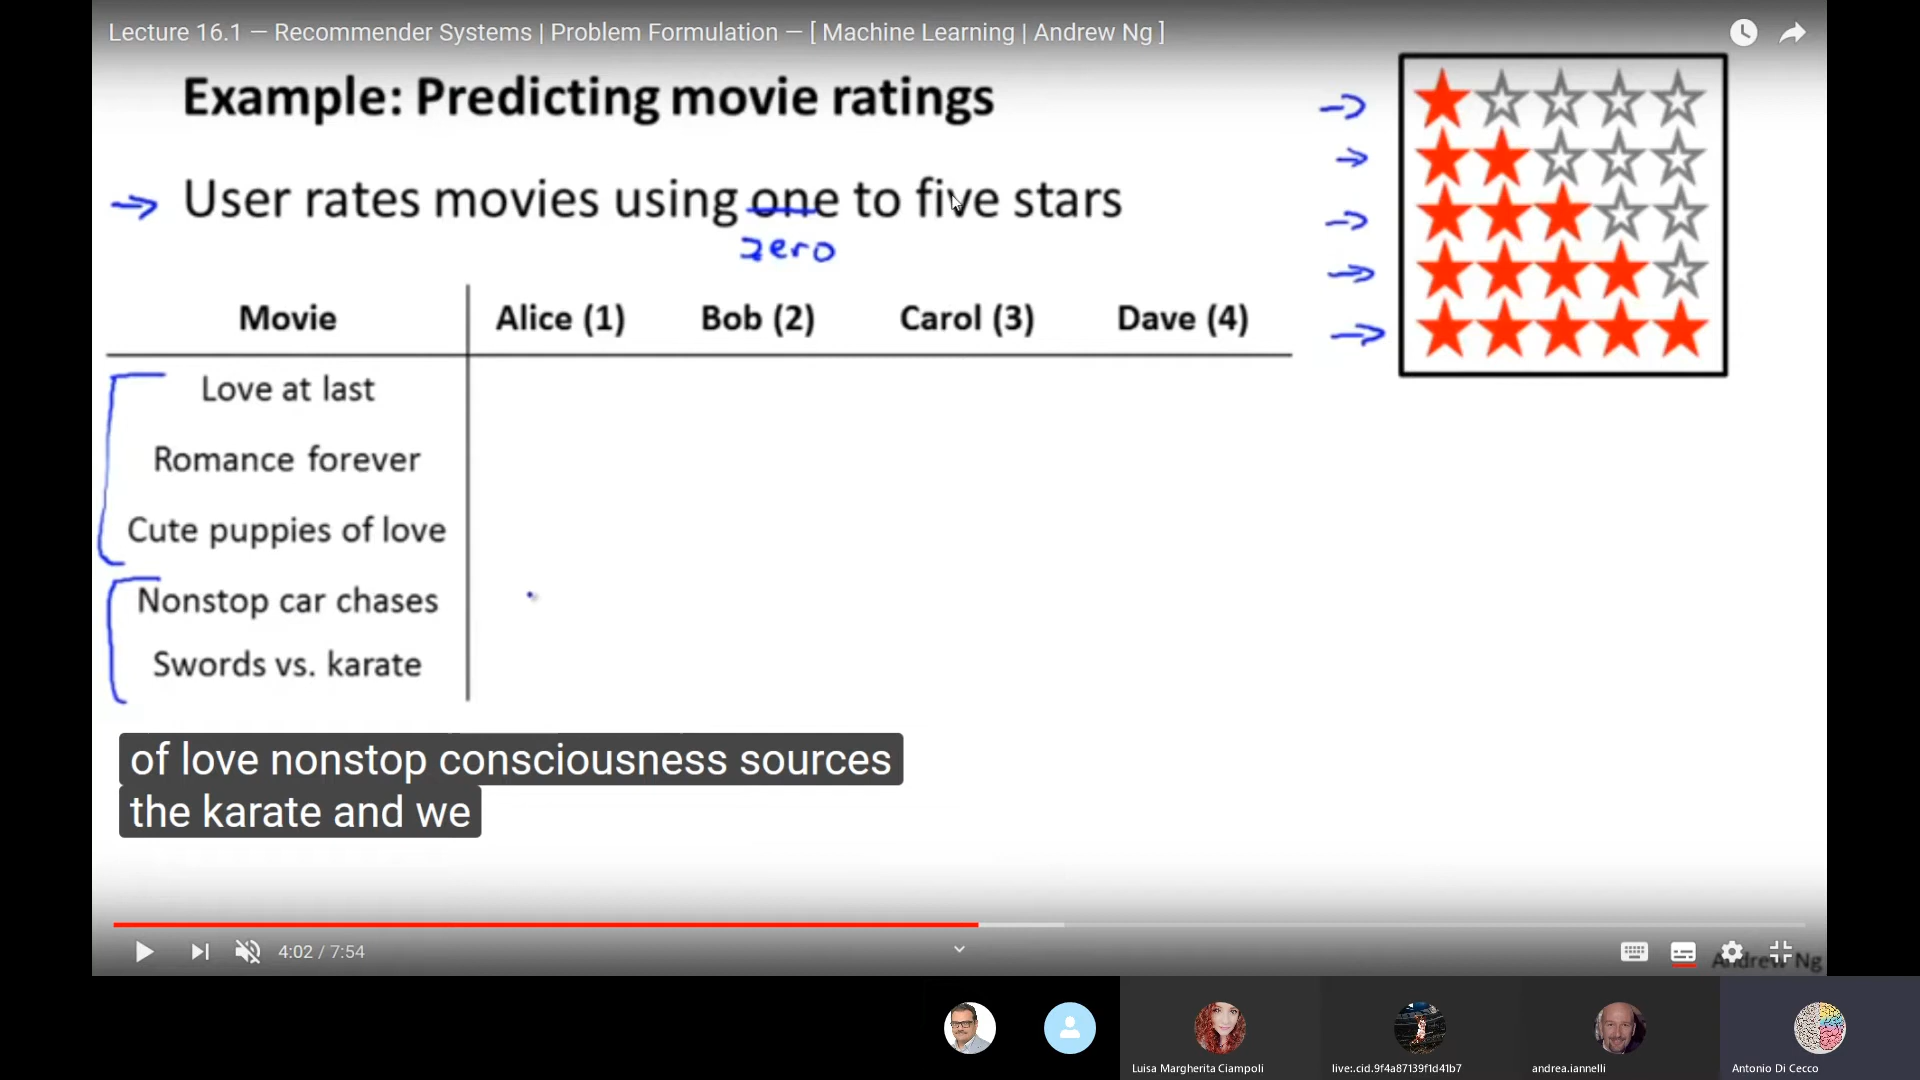 Lecture 16.1 — Recommender Systems | Problem Formulation — [ Machine Learning | Andrew Ng ]
Example: Predicting movie ratings
User rates movies using one to five stars
zero
Movie Alice (1) Bob (2) Carol (3) Dave (4)
Love at last
Romance forever
Cute puppies of love
Nonstop car chases
Swords vs. karate
of love nonstop consciousness sources
the karate and we
4:02 / 7:54
Andrew Ng
Luisa Margherita Ciampoli live:.cid.9f4a87139f1d41b7 andrea.iannelli Antonio Di Cecco